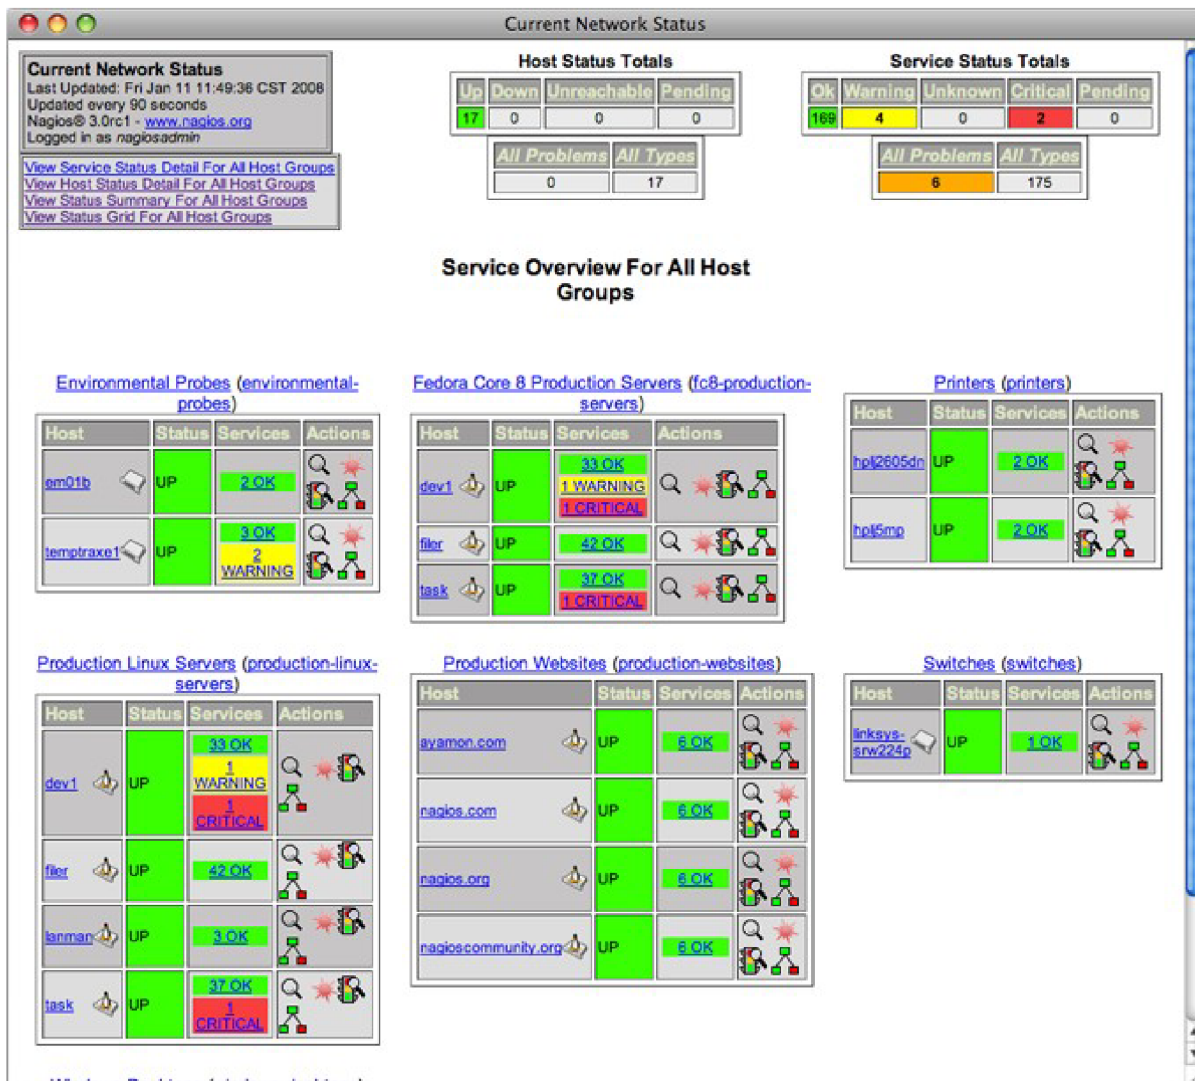 Current Network Status
Current Network Status
Last Updated: Fri Jan 11 11:49:36 CST 2008
Updated every 90 seconds
Nagios® 3.0rc1 - www.nagios.org
Logged in as nagiosadmin
View Service Status Detail For All Host Groups
View Host Status Detail For All Host Groups
View Status Summary For All Host Groups
View Status Grid For All Host Groups
Host Status Totals
Up Down Unreachable Pending
17 0 0 0
All Problems All Types
0 17
Service Status Totals
Ok Warning Unknown Critical Pending
169 4 0 2 0
All Problems All Types
6 175
Service Overview For All Host
Groups
Environmental Probes (environmental-
probes)
Host Status Services Actions
em01b UP 2 OK
temptraxe1 UP 3 OK
2
WARNING
Fedora Core 8 Production Servers (fc8-production-
servers)
Host Status Services Actions
dev1 UP 33 OK
1 WARNING
1 CRITICAL
filer UP 42 OK
task UP 37 OK
1 CRITICAL
Printers (printers)
Host Status Services Actions
hplj2605dn UP 2 OK
hplj5mp UP 2 OK
Production Linux Servers (production-linux-
servers)
Host Status Services Actions
dev1 UP 33 OK
1
WARNING
1
CRITICAL
filer UP 42 OK
lanman UP 3 OK
task UP 37 OK
1
CRITICAL
Production Websites (production-websites)
Host Status Services Actions
ayamon.com UP 6 OK
nagios.com UP 6 OK
nagios.org UP 6 OK
nagioscommunity.org UP 6 OK
Switches (switches)
Host Status Services Actions
linksys-
srw224p UP 1 OK